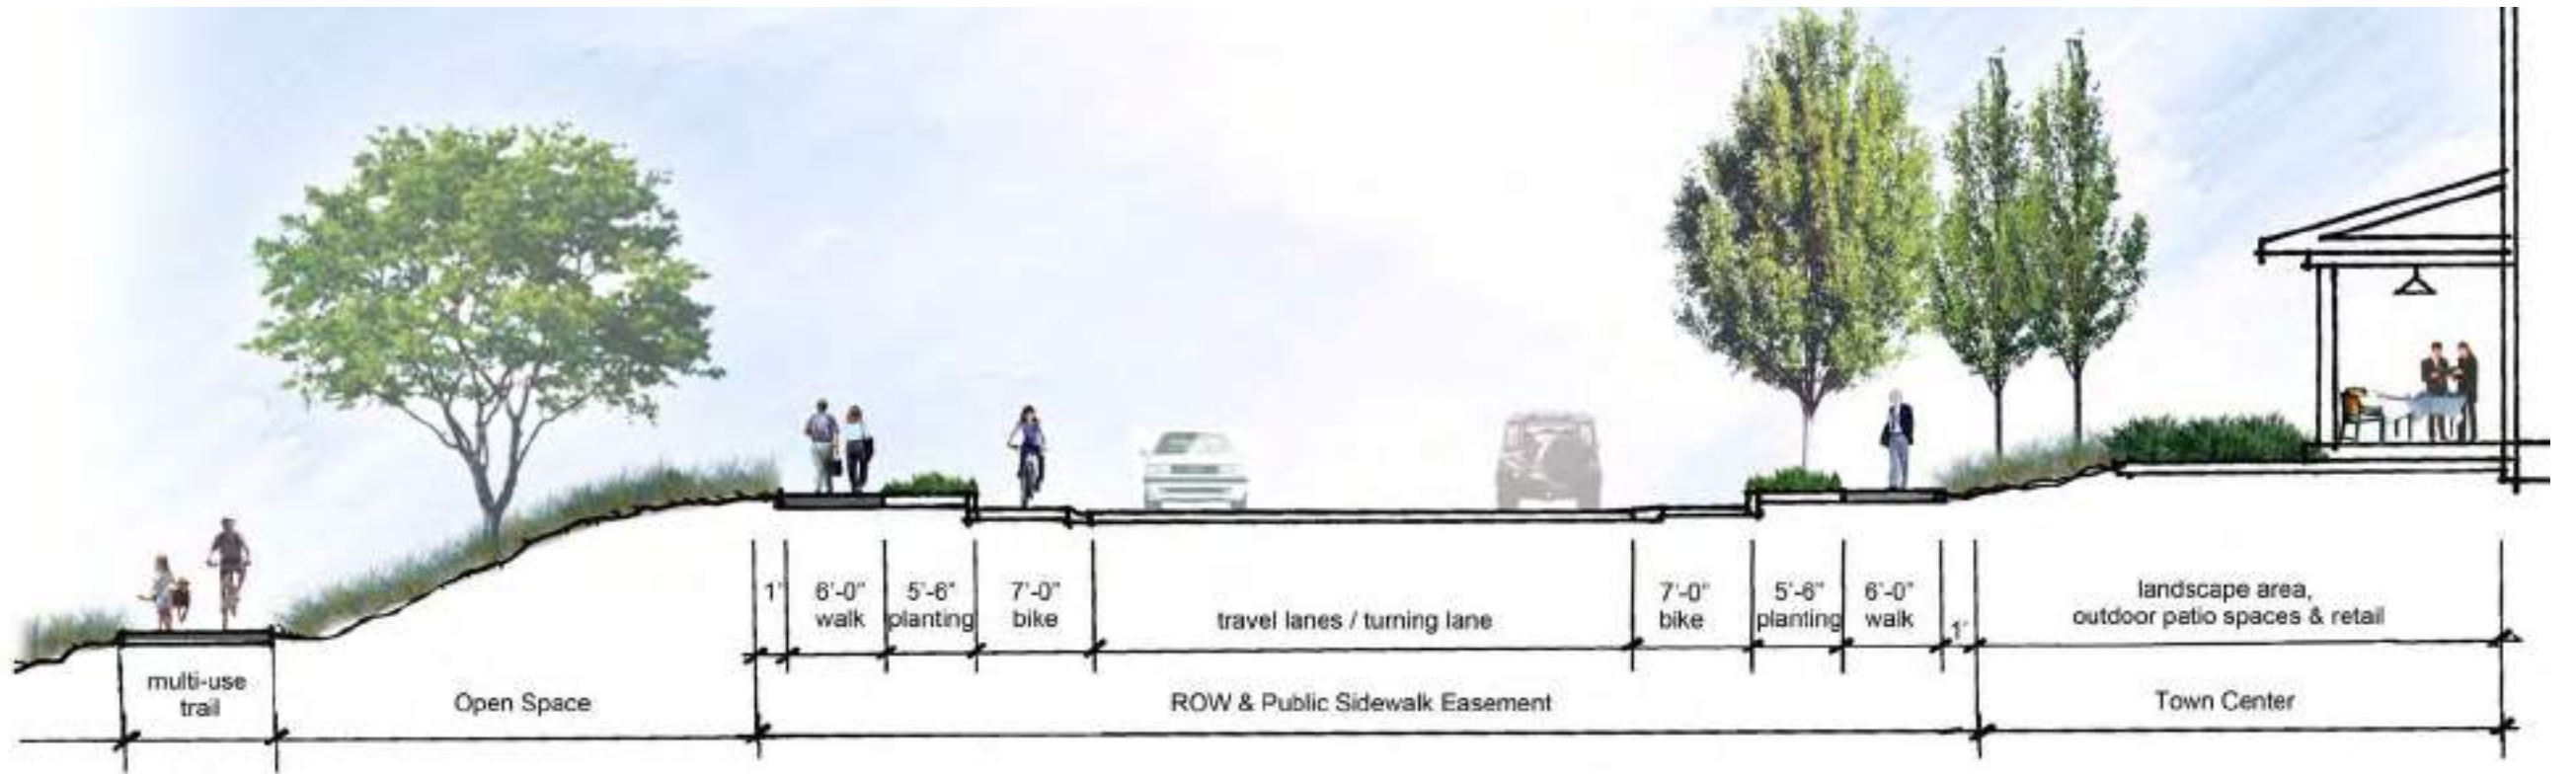 1'
6'-0"
walk
5'-6"
planting
7'-0"
bike
travel lanes / turning lane
7'-0"
bike
5'-6"
planting
6'-0"
walk
1'
landscape area,
outdoor patio spaces & retail
multi-use
trail
Open Space
ROW & Public Sidewalk Easement
Town Center